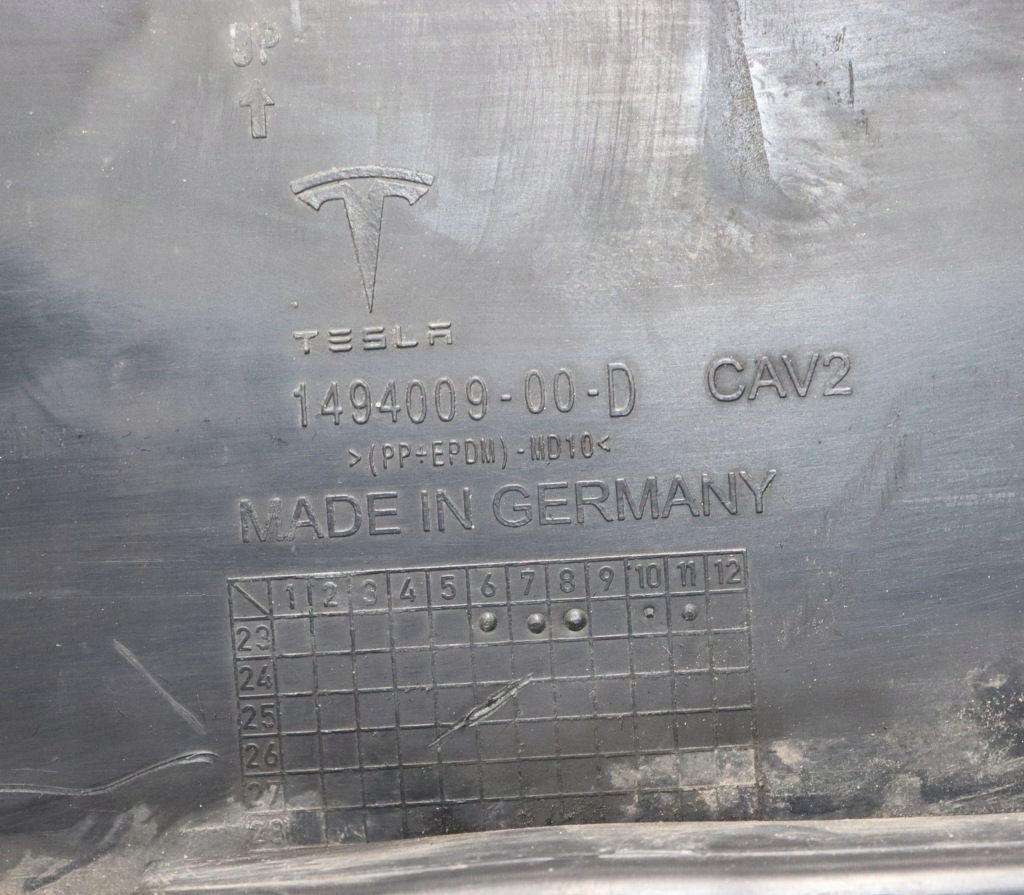 UP
TESLA
1494009-00-D CAV2
>(PP+EPDM)-MD10<
MADE IN GERMANY
1 2 3 4 5 6 7 8 9 10 11 12
23
24
25
26
27
28